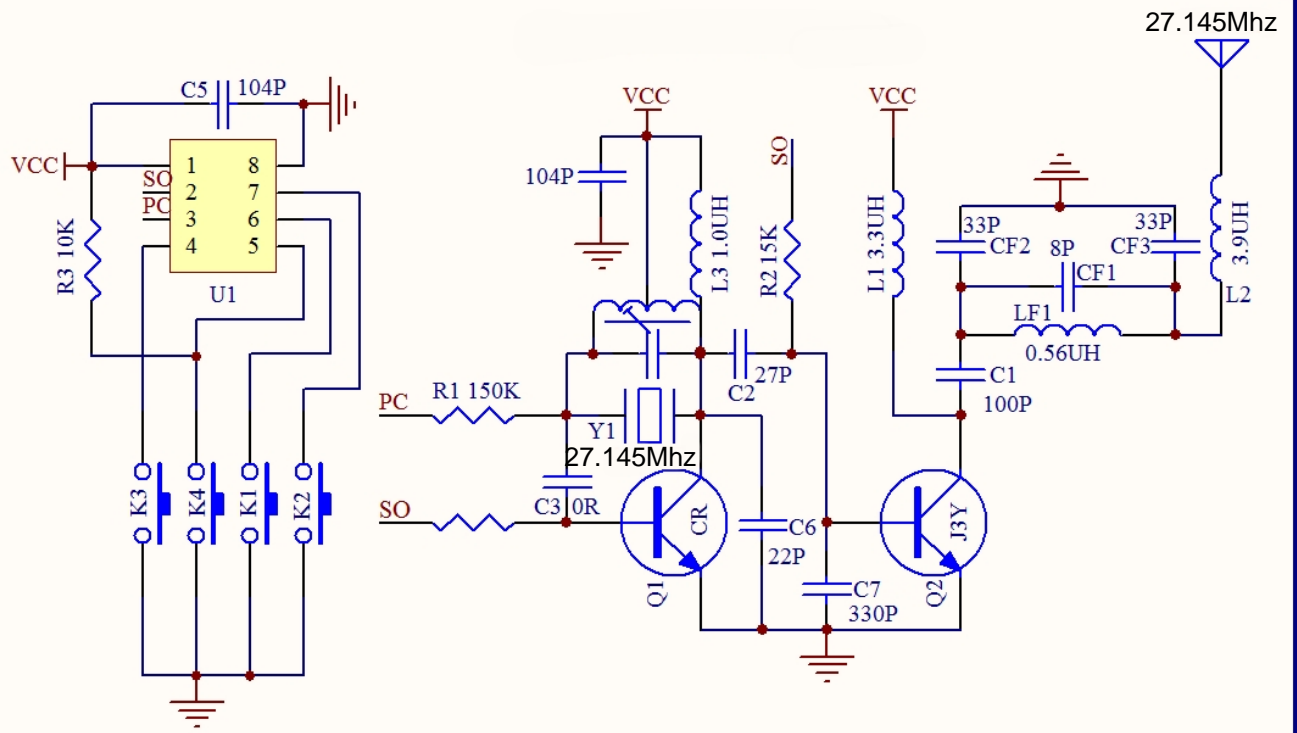 27.145Mhz
C5 104P
VCC
1 8
SO
2 7
PC
3 6
4 5
R3 10K
U1
K3
K4
K1
K2
VCC
104P
L3 1.0UH
SO
R2 15K
VCC
L1 3.3UH
33P
CF2
8P
CF1
33P
CF3
3.9UH
L2
LF1
0.56UH
C1
100P
C2
27P
PC
R1 150K
Y1
27.145Mhz
C3 0R
SO
CR
Q1
C6
22P
C7
330P
J3Y
Q2